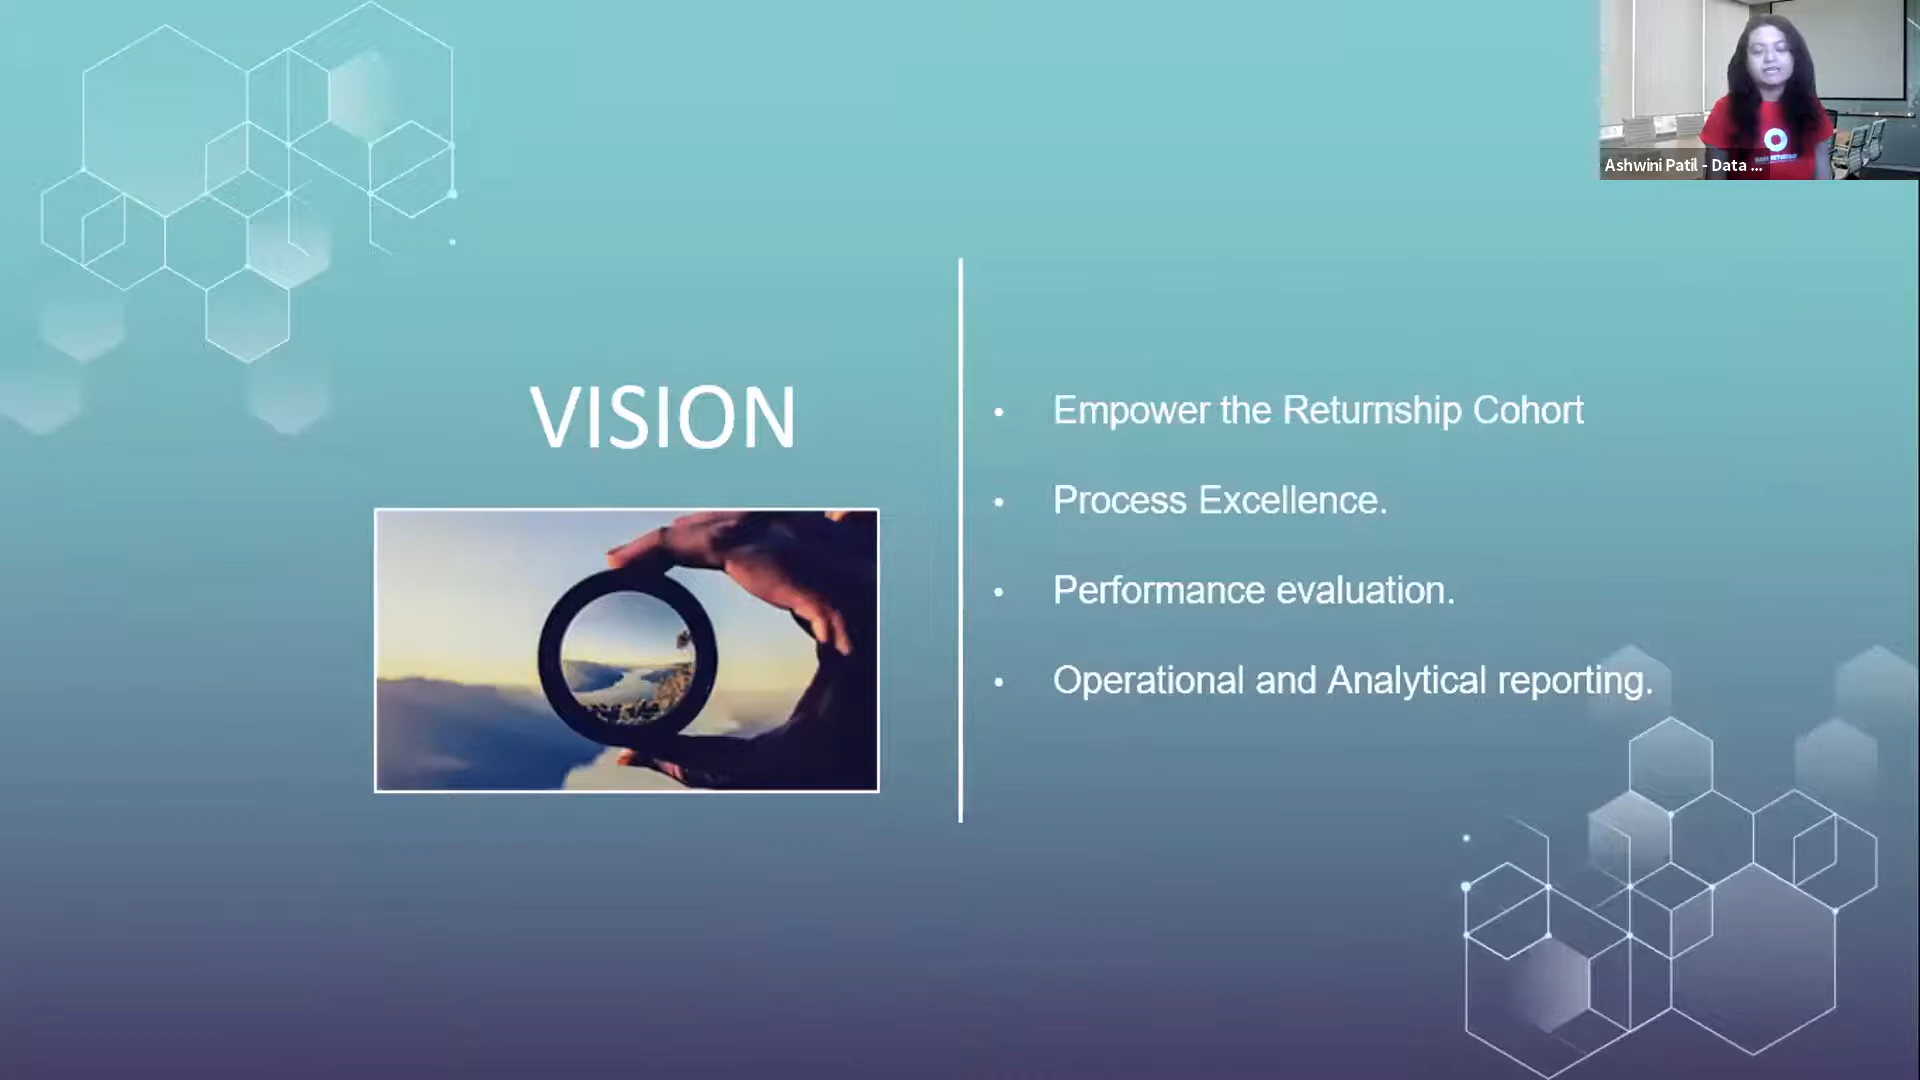 Ashwini Patil - Data ...
VISION
• Empower the Returnship Cohort
• Process Excellence.
• Performance evaluation.
• Operational and Analytical reporting.